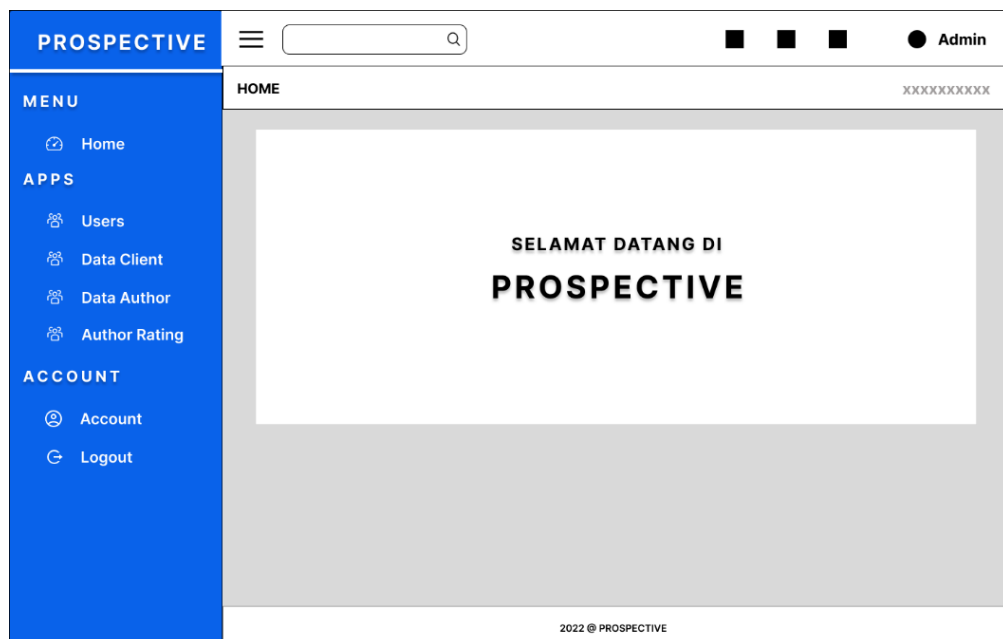 PROSPECTIVE
Admin
HOME
xxxxxxxxxx
MENU
Home
APPS
Users
Data Client
Data Author
Author Rating
ACCOUNT
Account
Logout
SELAMAT DATANG DI
PROSPECTIVE
2022 @ PROSPECTIVE